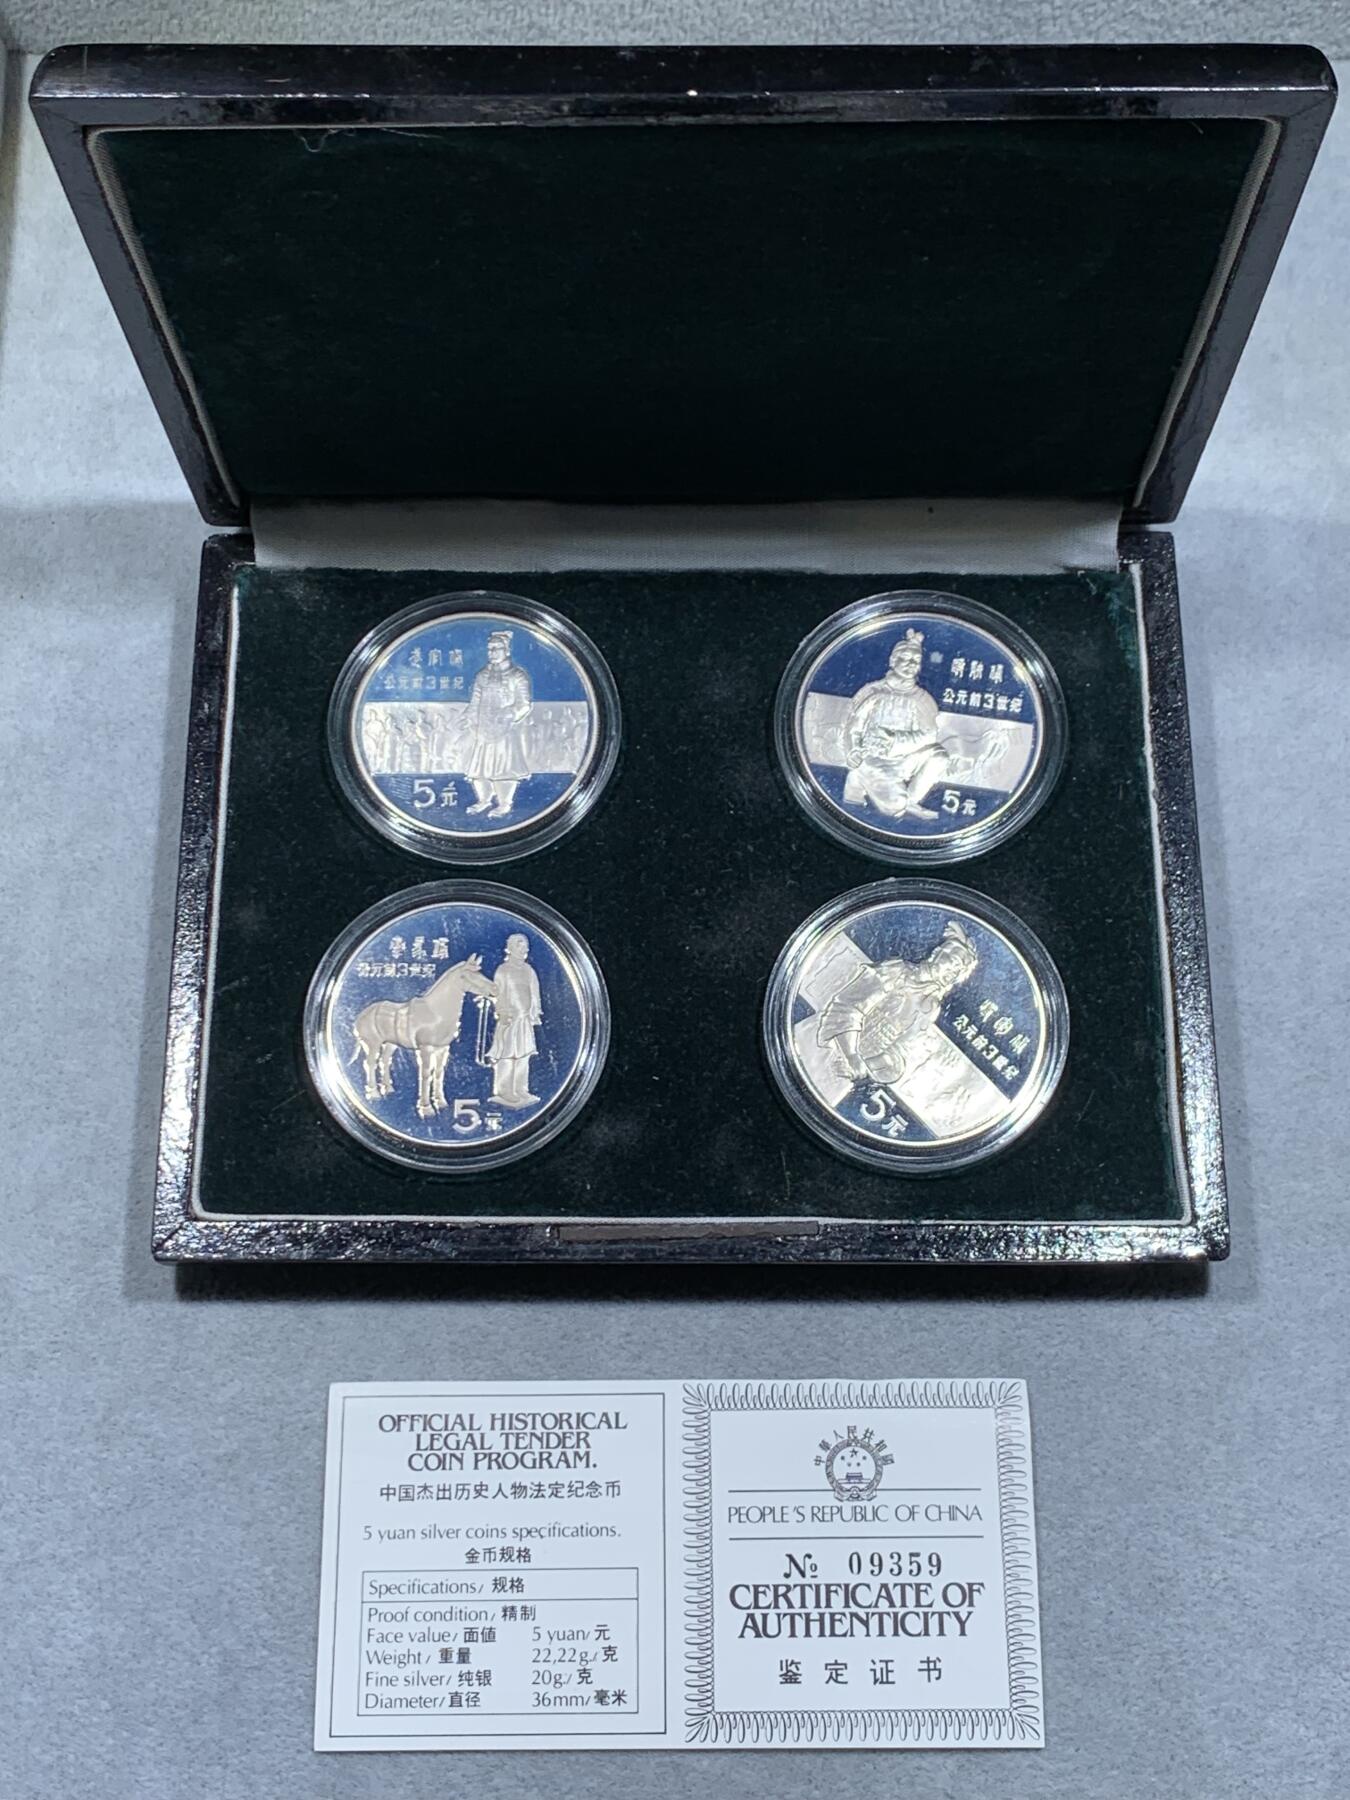 公元前3世纪
5元
公元前3世纪
5元
公元前3世纪
5元
公元前3世纪
5元
OFFICIAL HISTORICAL
LEGAL TENDER
COIN PROGRAM.
中国杰出历史人物法定纪念币
5 yuan silver coins specifications.
金币规格
Specifications/ 规格
Proof condition/ 精制
Face value/ 面值 5 yuan/ 元
Weight/ 重量 22,22g./ 克
Fine silver/ 纯银 20g./ 克
Diameter/ 直径 36mm/ 毫米
中华人民共和国
PEOPLE'S REPUBLIC OF CHINA
№ 09359
CERTIFICATE OF
AUTHENTICITY
鉴定证书